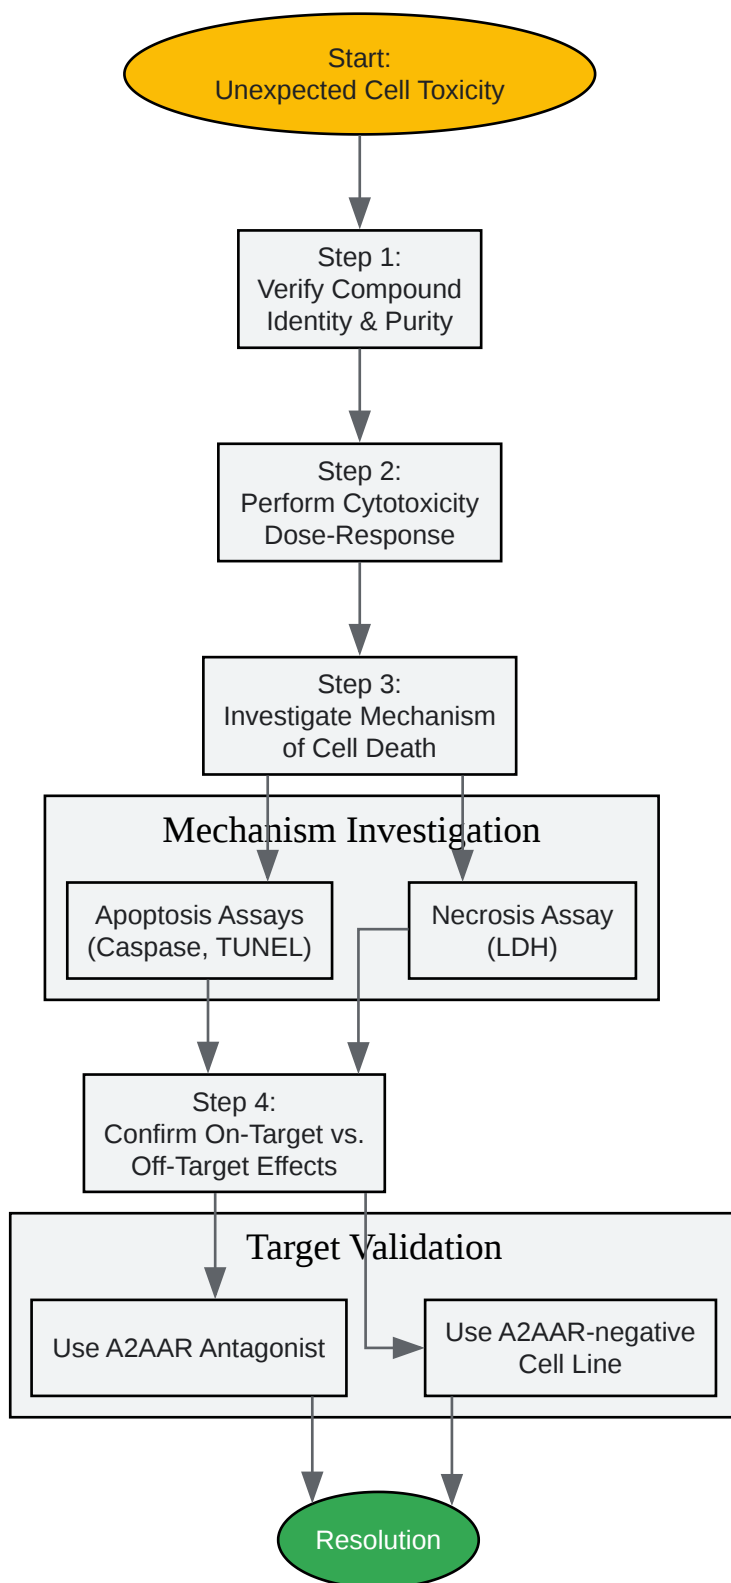 Start:
Unexpected Cell Toxicity
Step 1:
Verify Compound
Identity & Purity
Step 2:
Perform Cytotoxicity
Dose-Response
Step 3:
Investigate Mechanism
of Cell Death
Mechanism Investigation
Apoptosis Assays
(Caspase, TUNEL)
Necrosis Assay
(LDH)
Step 4:
Confirm On-Target vs.
Off-Target Effects
Target Validation
Use A2AAR Antagonist
Use A2AAR-negative
Cell Line
Resolution